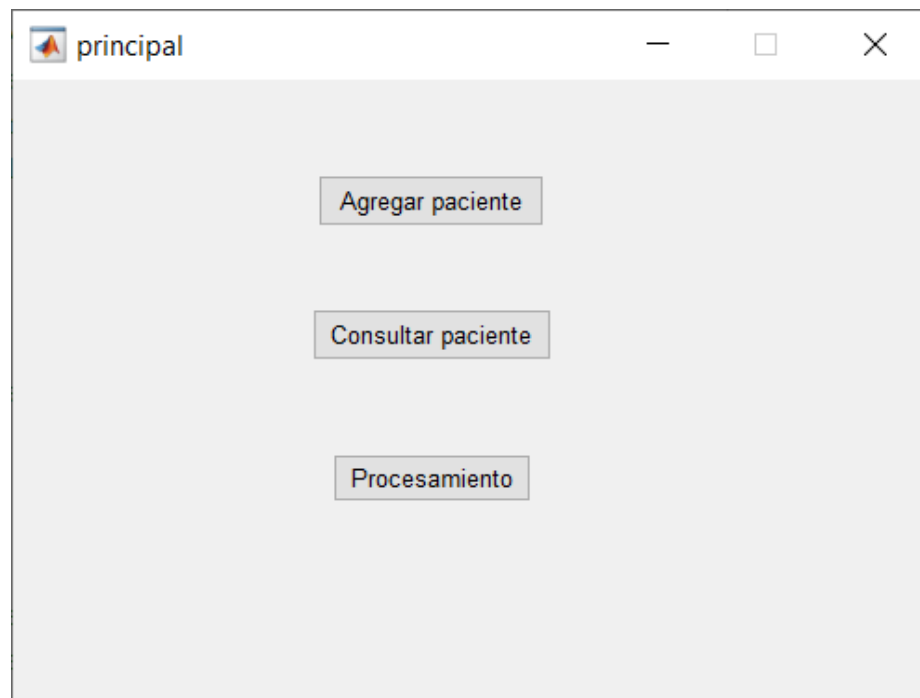 principal
Agregar paciente
Consultar paciente
Procesamiento